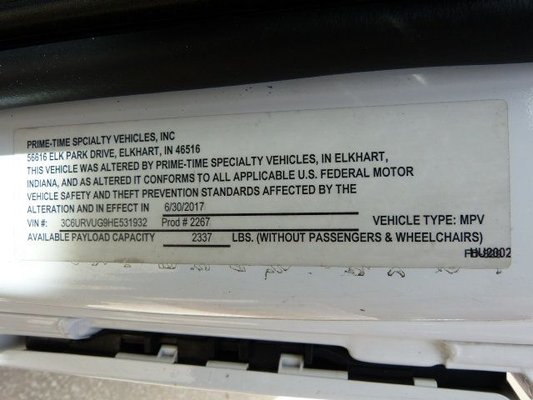 PRIME-TIME SPCIALTY VEHICLES, INC
56616 ELK PARK DRIVE, ELKHART, IN 46516
THIS VEHICLE WAS ALTERED BY PRIME-TIME SPECIALTY VEHICLES, IN ELKHART,
INDIANA, AND AS ALTERED IT CONFORMS TO ALL APPLICABLE U.S. FEDERAL MOTOR
VEHICLE SAFETY AND THEFT PREVENTION STANDARDS AFFECTED BY THE
ALTERATION AND IN EFFECT IN 6/30/2017
VIN #: 3C6URVUG9HE531932 Prod # 2267 VEHICLE TYPE: MPV
AVAILABLE PAYLOAD CAPACITY 2337 LBS. (WITHOUT PASSENGERS & WHEELCHAIRS)